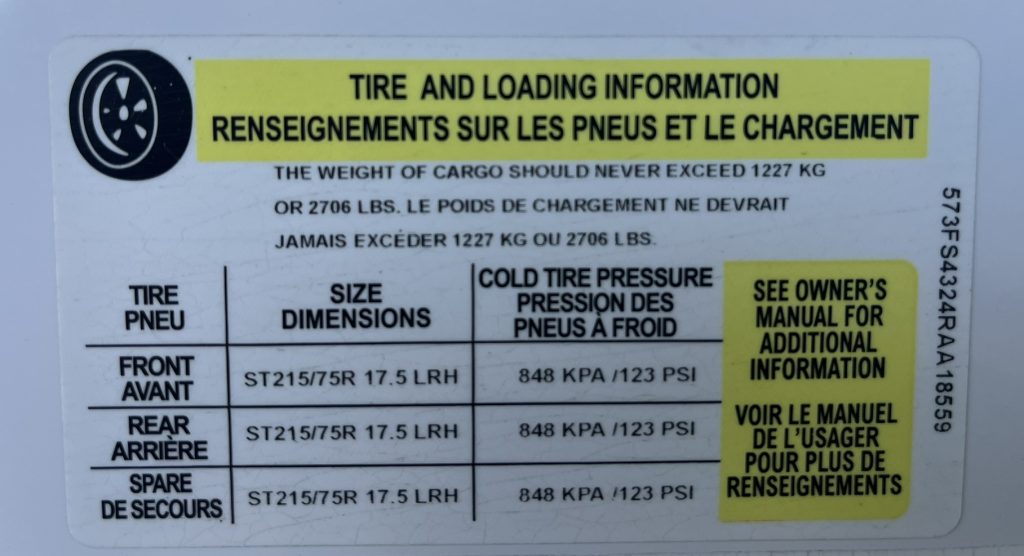 TIRE AND LOADING INFORMATION
RENSEIGNEMENTS SUR LES PNEUS ET LE CHARGEMENT
THE WEIGHT OF CARGO SHOULD NEVER EXCEED 1227 KG
OR 2706 LBS. LE POIDS DE CHARGEMENT NE DEVRAIT
JAMAIS EXCÉDER 1227 KG OU 2706 LBS.
TIRE
PNEU
SIZE
DIMENSIONS
COLD TIRE PRESSURE
PRESSION DES
PNEUS À FROID
FRONT
AVANT
ST215/75R 17.5 LRH
848 KPA /123 PSI
REAR
ARRIÈRE
ST215/75R 17.5 LRH
848 KPA /123 PSI
SPARE
DE SECOURS
ST215/75R 17.5 LRH
848 KPA /123 PSI
SEE OWNER'S
MANUAL FOR
ADDITIONAL
INFORMATION
VOIR LE MANUEL
DE L'USAGER
POUR PLUS DE
RENSEIGNEMENTS
573FS4324RAA18559